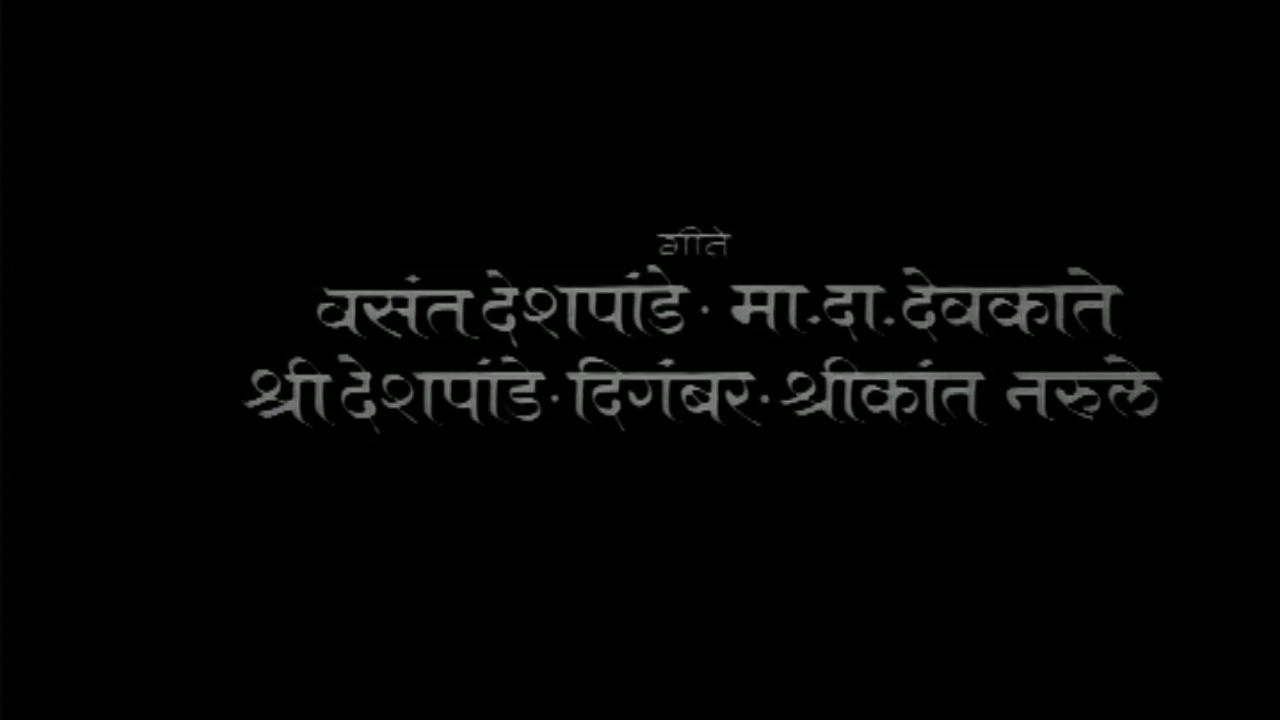 गीते
वसंत देशपांडे · मा.दा.देवकाते
श्री देशपांडे · दिगंबर · श्रीकांत नरुले